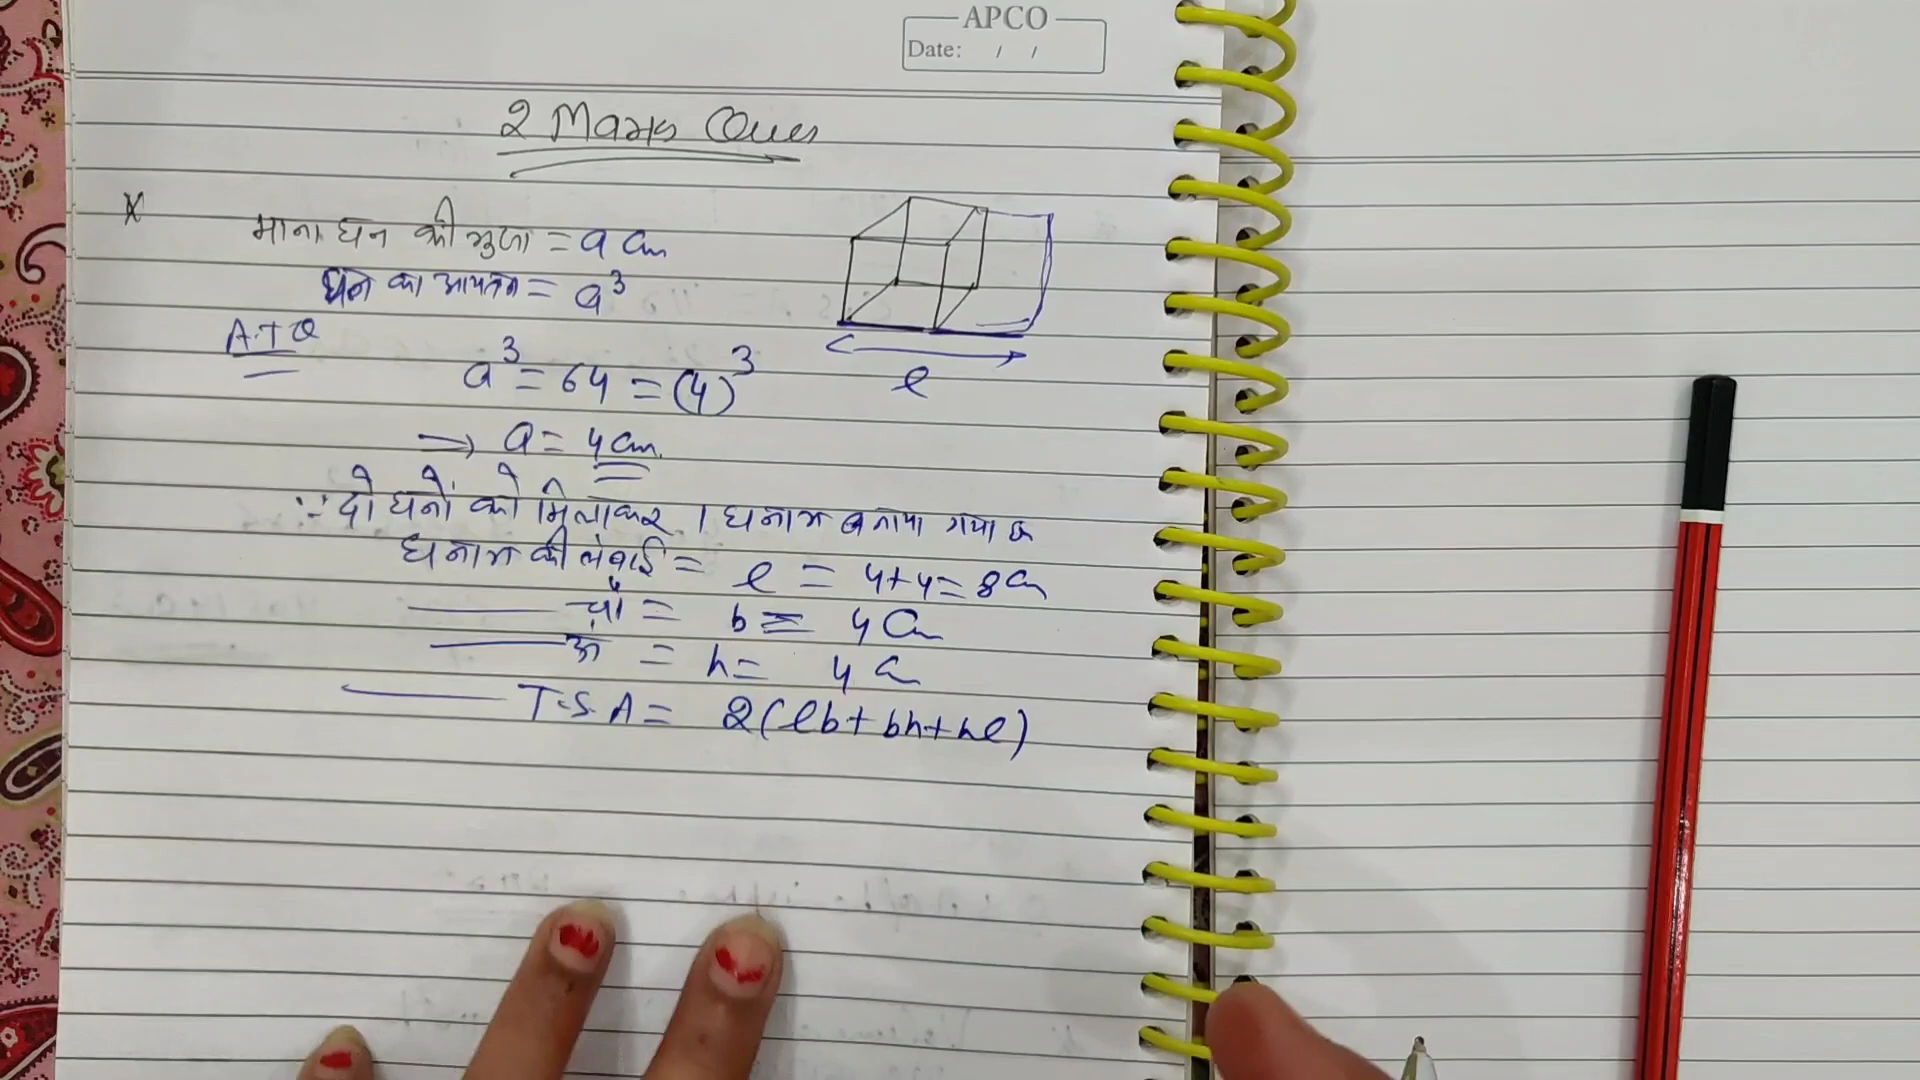 APCO
Date: / /
2 Marks Ques
माना घन की भुजा = a cm
घन का आयतन = a³
A.T Q
l
a³ = 64 = (4)³
⇒ a = 4 cm.
∵ दो घनों को मिलाकर 1 घनाभ बनाया गया है
घनाभ की लंबाई = l = 4+4 = 8 cm
चौ = b = 4 cm
ऊँ = h = 4 cm
T.S.A = 2(lb + bh + hl)